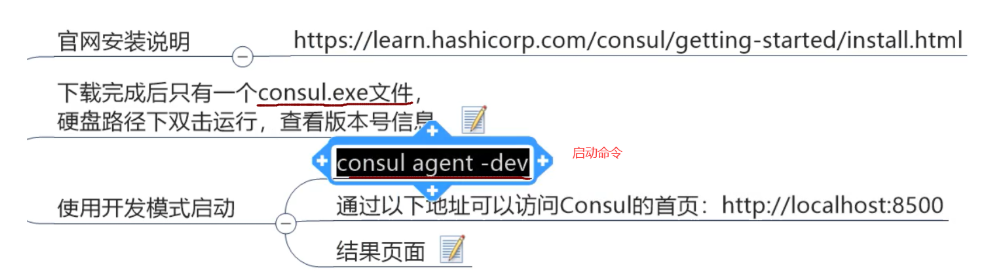 官网安装说明
https://learn.hashicorp.com/consul/getting-started/install.html
下载完成后只有一个consul.exe文件，
硬盘路径下双击运行，查看版本号信息
consul agent -dev
启动命令
使用开发模式启动
通过以下地址可以访问Consul的首页：http://localhost:8500
结果页面